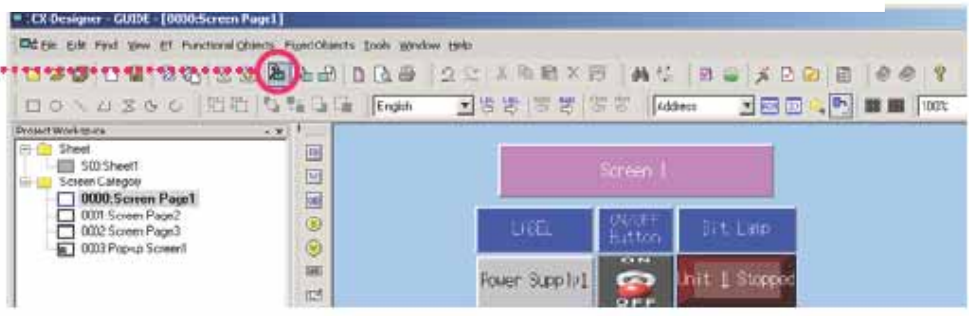 CX-Designer - GUIDE - [0000:Screen Page1]
File Edit Find View PT Functional Objects Fixed Objects Tools Window Help
English Address 100%
Project Workspace
Sheet
S00:Sheet1
Screen Category
0000:Screen Page1
0001:Screen Page2
0002:Screen Page3
0003:Pop-up Screen1
Screen 1
LABEL
ON/OFF
Button
Bit Lamp
Power Supply1
ON
OFF
Unit 1 Stopped